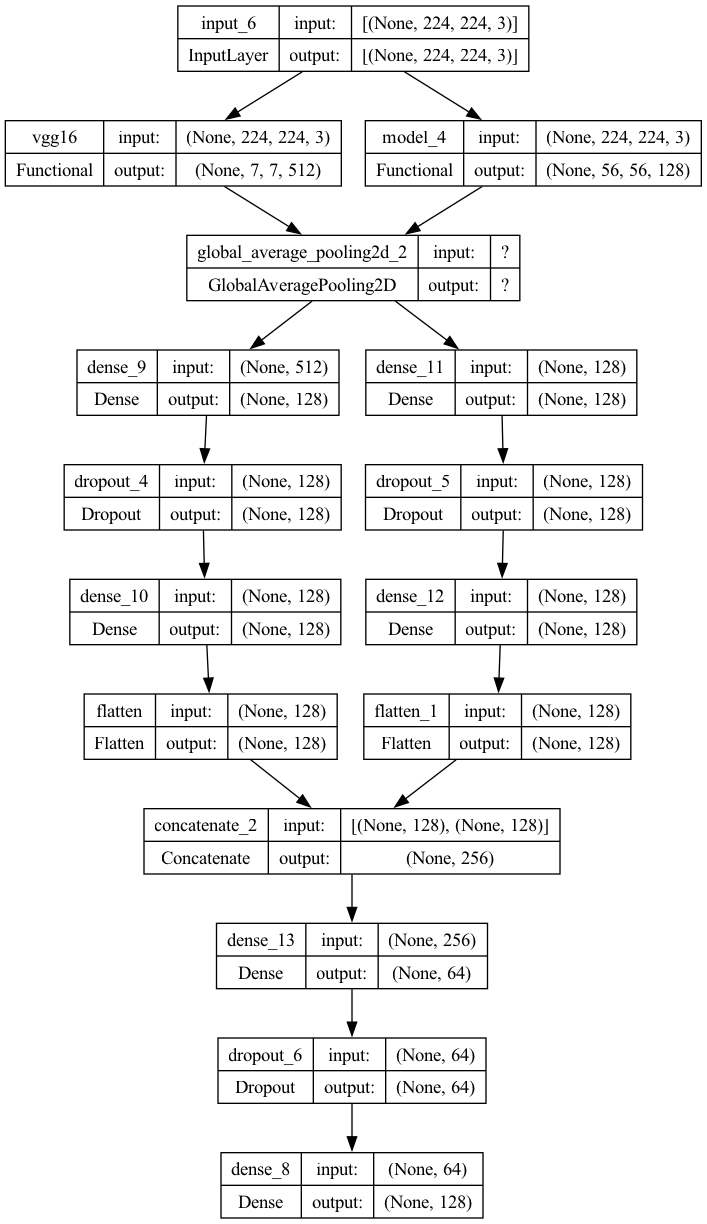 input_6 input: [(None, 224, 224, 3)]
InputLayer output: [(None, 224, 224, 3)]
vgg16 input: (None, 224, 224, 3)
Functional output: (None, 7, 7, 512)
model_4 input: (None, 224, 224, 3)
Functional output: (None, 56, 56, 128)
global_average_pooling2d_2 input: ?
GlobalAveragePooling2D output: ?
dense_9 input: (None, 512)
Dense output: (None, 128)
dense_11 input: (None, 128)
Dense output: (None, 128)
dropout_4 input: (None, 128)
Dropout output: (None, 128)
dropout_5 input: (None, 128)
Dropout output: (None, 128)
dense_10 input: (None, 128)
Dense output: (None, 128)
dense_12 input: (None, 128)
Dense output: (None, 128)
flatten input: (None, 128)
Flatten output: (None, 128)
flatten_1 input: (None, 128)
Flatten output: (None, 128)
concatenate_2 input: [(None, 128), (None, 128)]
Concatenate output: (None, 256)
dense_13 input: (None, 256)
Dense output: (None, 64)
dropout_6 input: (None, 64)
Dropout output: (None, 64)
dense_8 input: (None, 64)
Dense output: (None, 128)